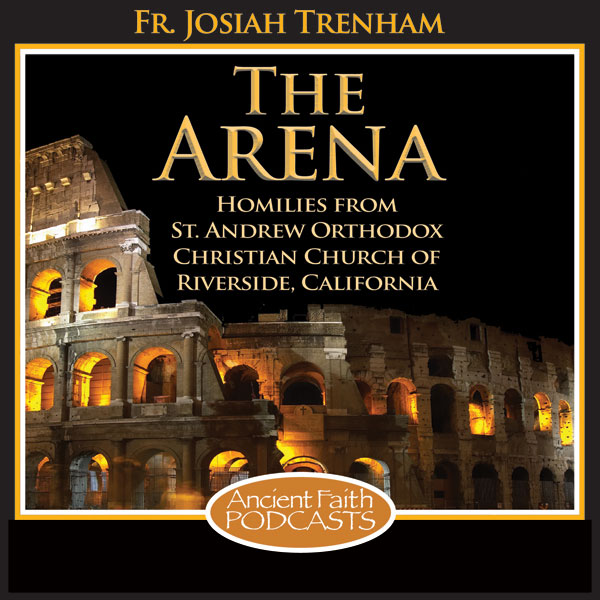 Fr. Josiah Trenham
The
Arena
Homilies from
St. Andrew Orthodox
Christian Church of
Riverside, California
Ancient Faith
PODCASTS